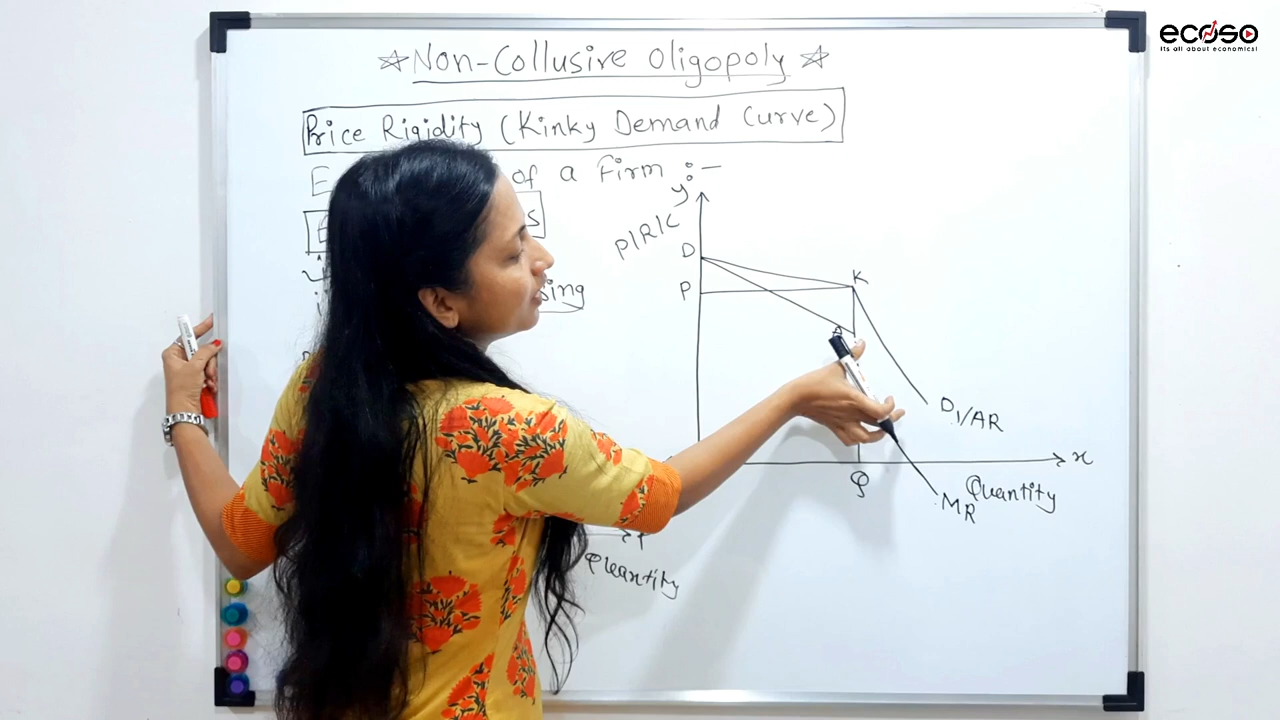 ecoso
its all about economics!
☆ Non-Collusive Oligopoly ☆
Price Rigidity (Kinky Demand Curve)
of a Firm :-
y
P/R/C
D
P
K
A
D1/AR
x
Q
Quantity
MR
Quantity